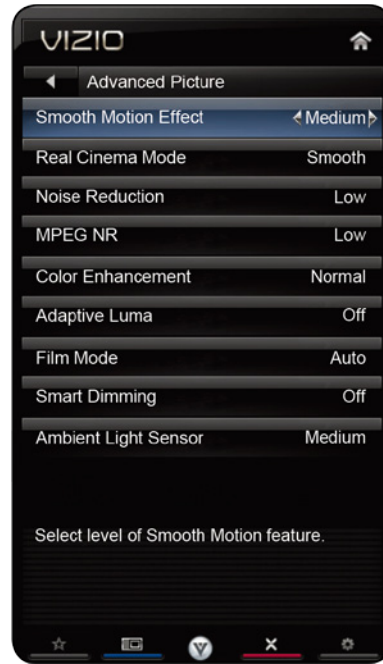 VIZIO
Advanced Picture
Smooth Motion Effect Medium
Real Cinema Mode Smooth
Noise Reduction Low
MPEG NR Low
Color Enhancement Normal
Adaptive Luma Off
Film Mode Auto
Smart Dimming Off
Ambient Light Sensor Medium
Select level of Smooth Motion feature.
V